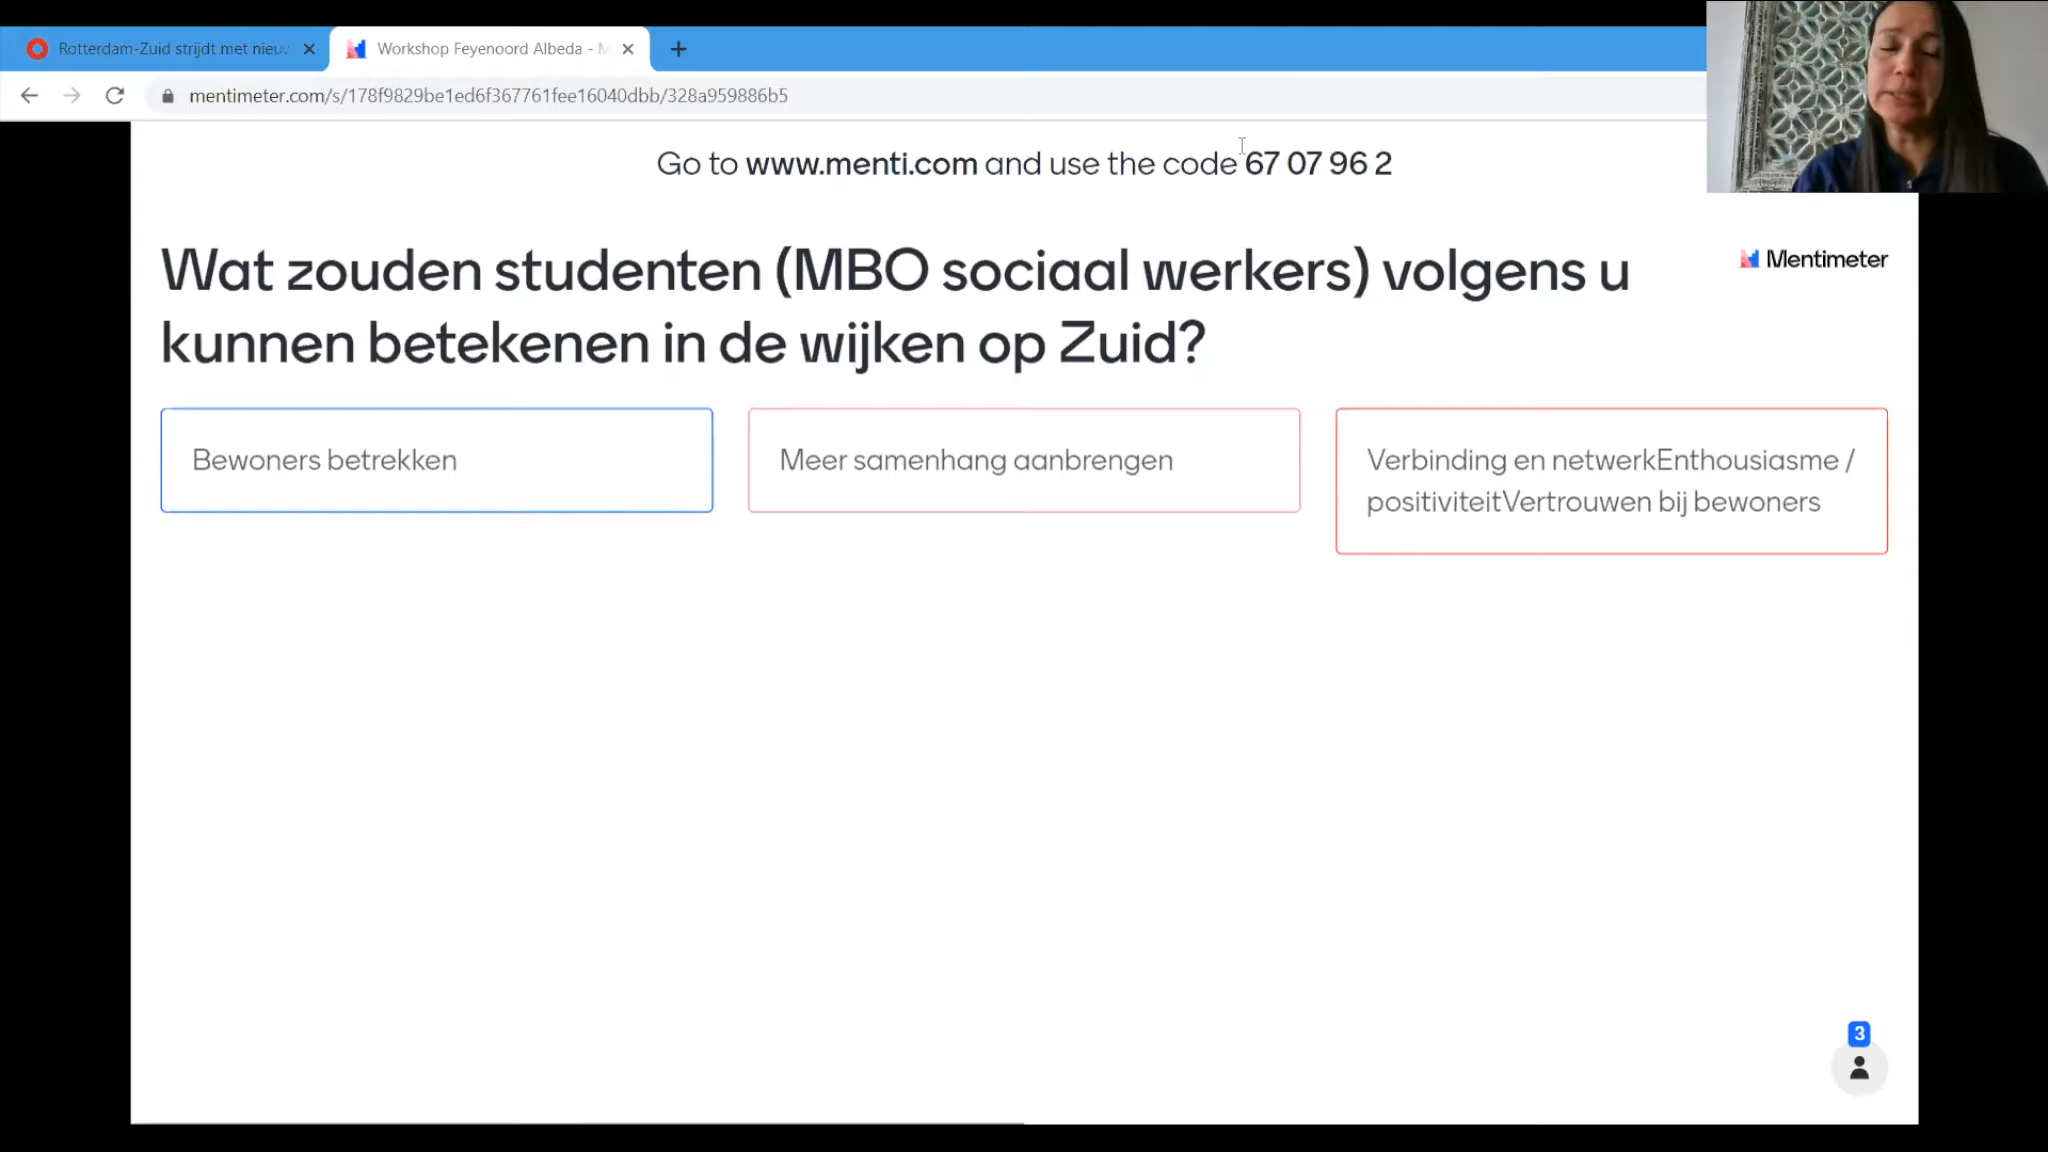 Rotterdam-Zuid strijdt met nieuw
Workshop Feyenoord Albeda - M
mentimeter.com/s/178f9829be1ed6f367761fee16040dbb/328a959886b5
Go to www.menti.com and use the code 67 07 96 2
Wat zouden studenten (MBO sociaal werkers) volgens u
kunnen betekenen in de wijken op Zuid?
Mentimeter
Bewoners betrekken
Meer samenhang aanbrengen
Verbinding en netwerkEnthousiasme /
positiviteitVertrouwen bij bewoners
3